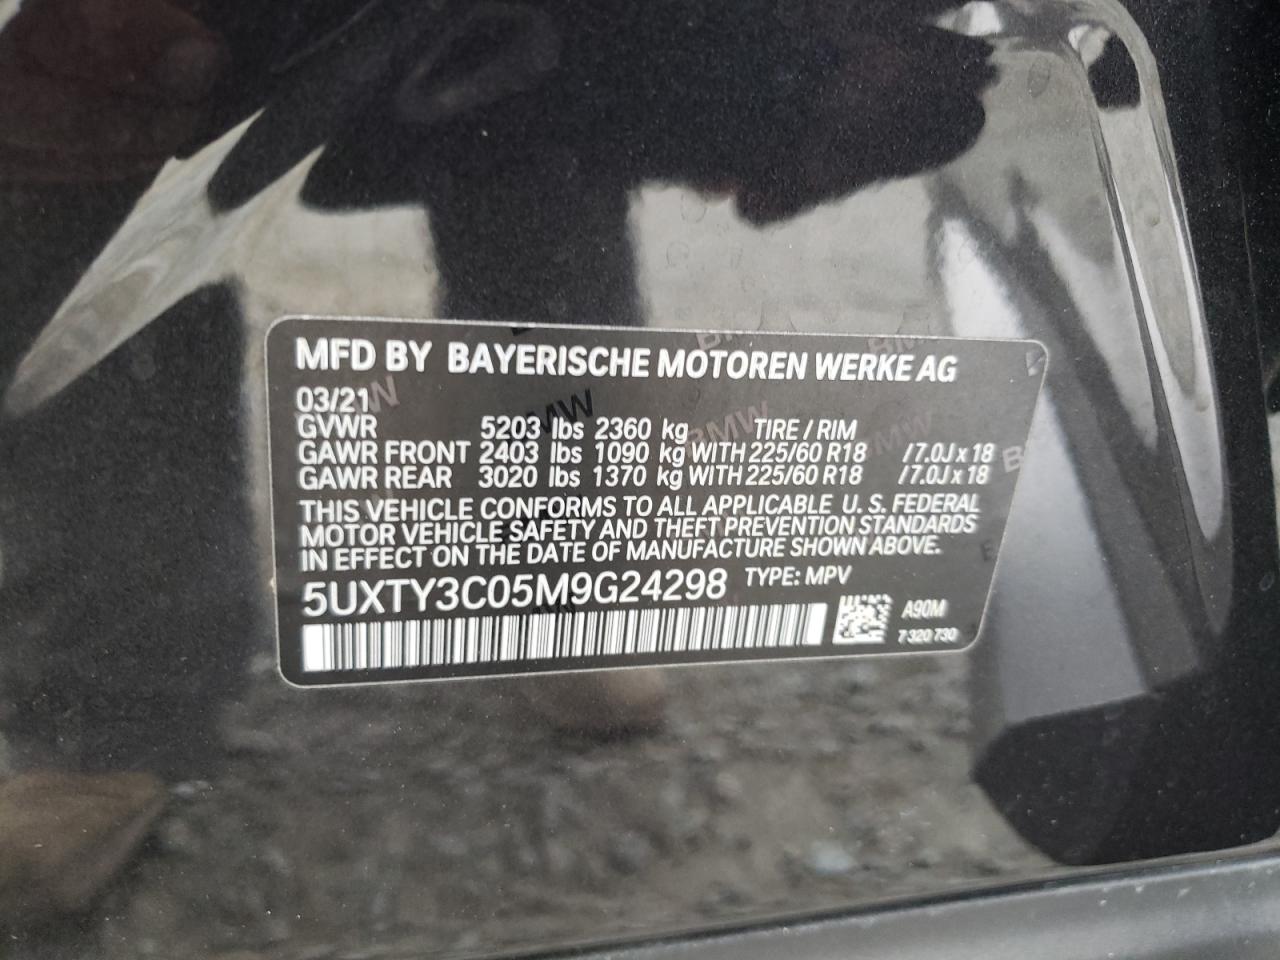 MFD BY BAYERISCHE MOTOREN WERKE AG
03/21
GVWR 5203 lbs 2360 kg TIRE / RIM
GAWR FRONT 2403 lbs 1090 kg WITH 225/60 R18 /7.0J x 18
GAWR REAR 3020 lbs 1370 kg WITH 225/60 R18 /7.0J x 18
THIS VEHICLE CONFORMS TO ALL APPLICABLE U. S. FEDERAL
MOTOR VEHICLE SAFETY AND THEFT PREVENTION STANDARDS
IN EFFECT ON THE DATE OF MANUFACTURE SHOWN ABOVE.
5UXTY3C05M9G24298 TYPE: MPV
A90M
7 320 730